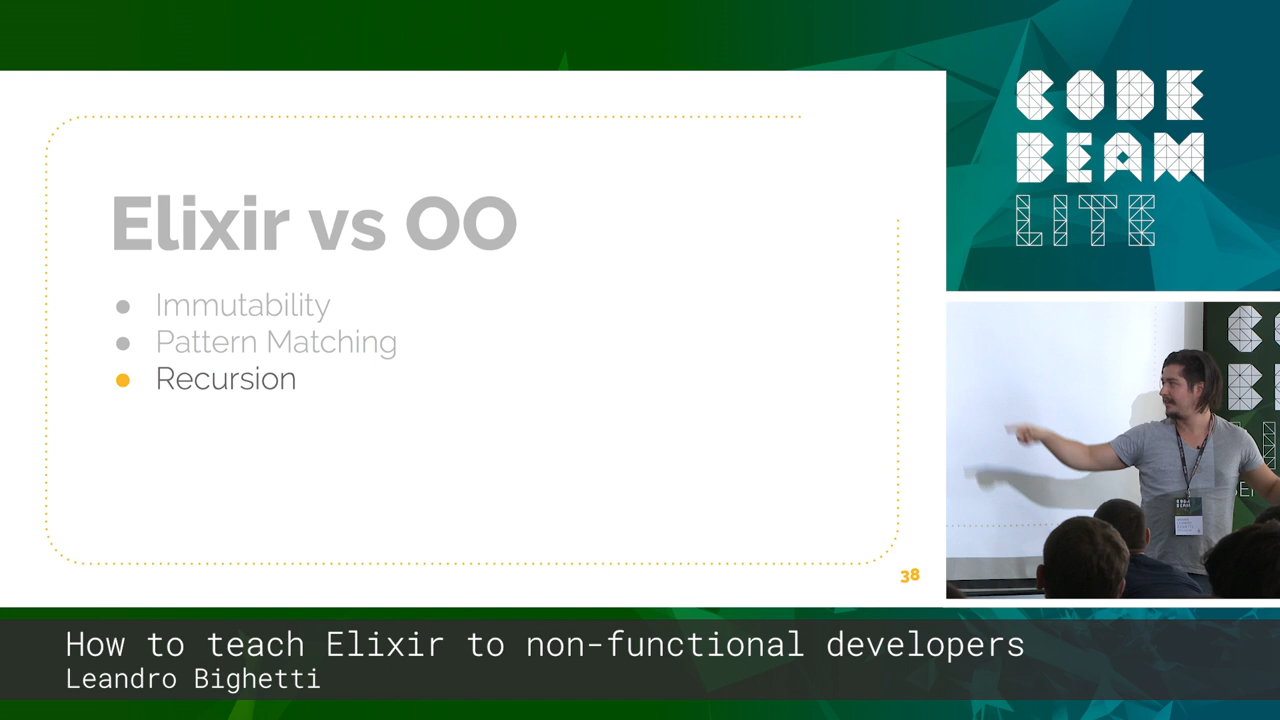 Elixir vs OO
Immutability
Pattern Matching
Recursion
38
CODE
BEAM
LITE
How to teach Elixir to non-functional developers
Leandro Bighetti